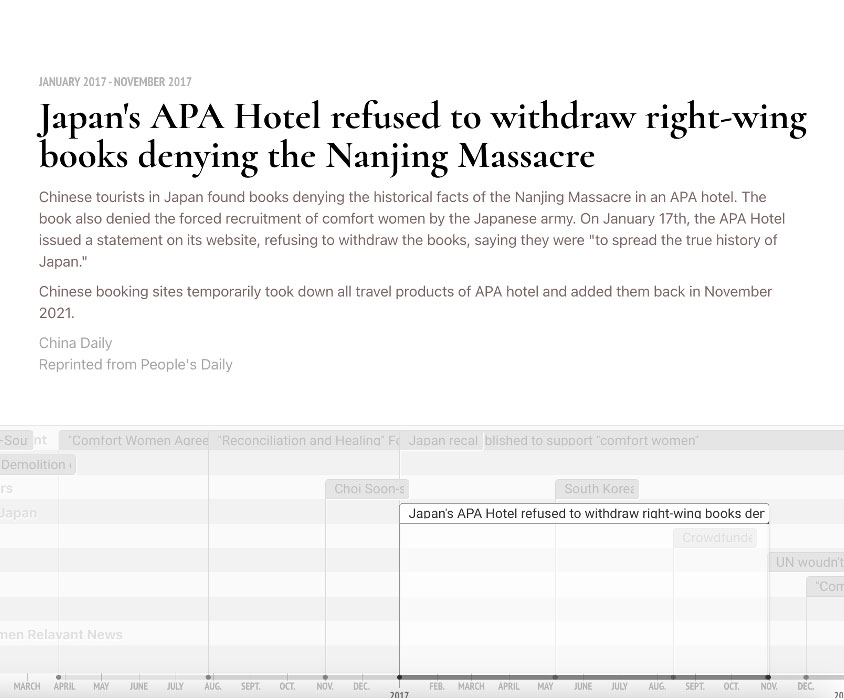 JANUARY 2017 - NOVEMBER 2017
Japan's APA Hotel refused to withdraw right-wing
books denying the Nanjing Massacre
Chinese tourists in Japan found books denying the historical facts of the Nanjing Massacre in an APA hotel. The
book also denied the forced recruitment of comfort women by the Japanese army. On January 17th, the APA Hotel
issued a statement on its website, refusing to withdraw the books, saying they were "to spread the true history of
Japan."
Chinese booking sites temporarily took down all travel products of APA hotel and added them back in November
2021.
China Daily
Reprinted from People's Daily
-Sou nt "Comfort Women Agree "Reconciliation and Healing" Fo Japan recal blished to support "comfort women"
Demolition
rs Choi Soon-s South Korea
Japan Japan's APA Hotel refused to withdraw right-wing books der
Crowdfunde
UN woudn't
"Com
men Relavant News
MARCH APRIL MAY JUNE JULY AUG. SEPT. OCT. NOV. DEC. FEB. MARCH APRIL MAY JUNE JULY AUG. SEPT. OCT. NOV. DEC.
2017 20